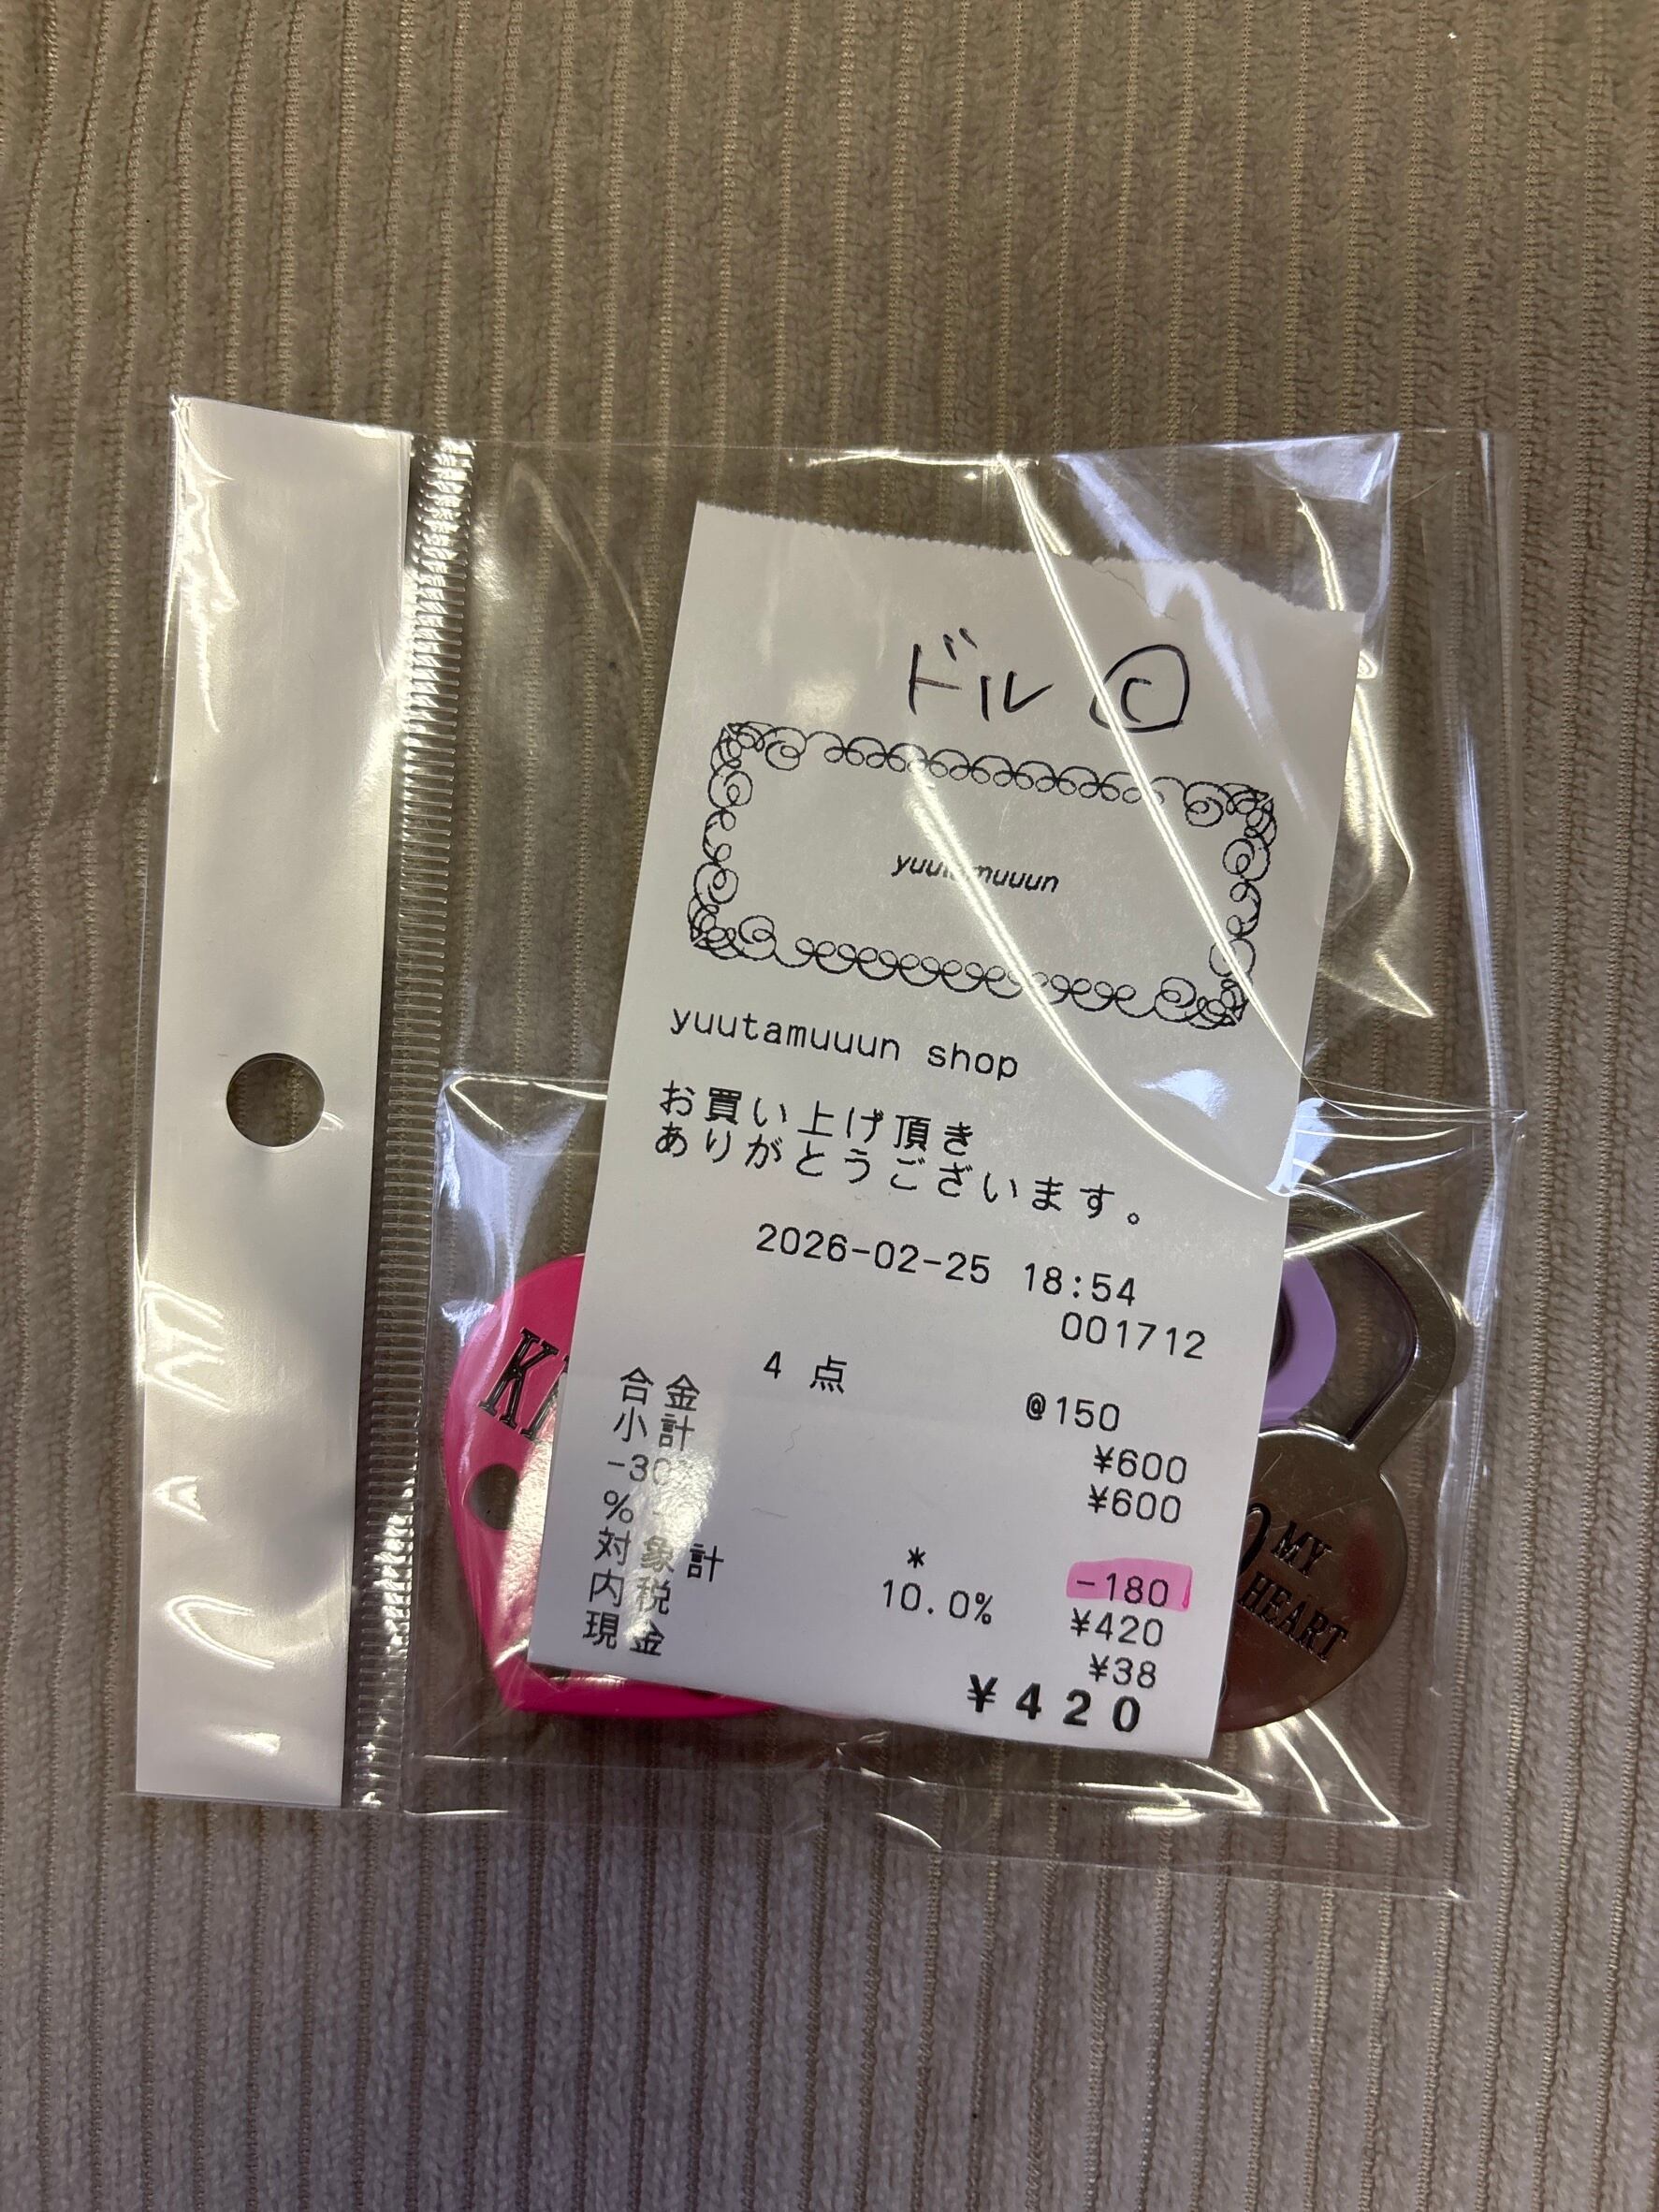 ドル Ⓒ
yuutamuuun
yuutamuuun shop
お買い上げ頂き
ありがとうございます。
2026-02-25 18:54
001712
4点 @150
合金 ¥600
小計 ¥600
-30%
%- * -180
対象計 10.0% ¥420
内税 ¥38
現金 ¥420
MY
HEART